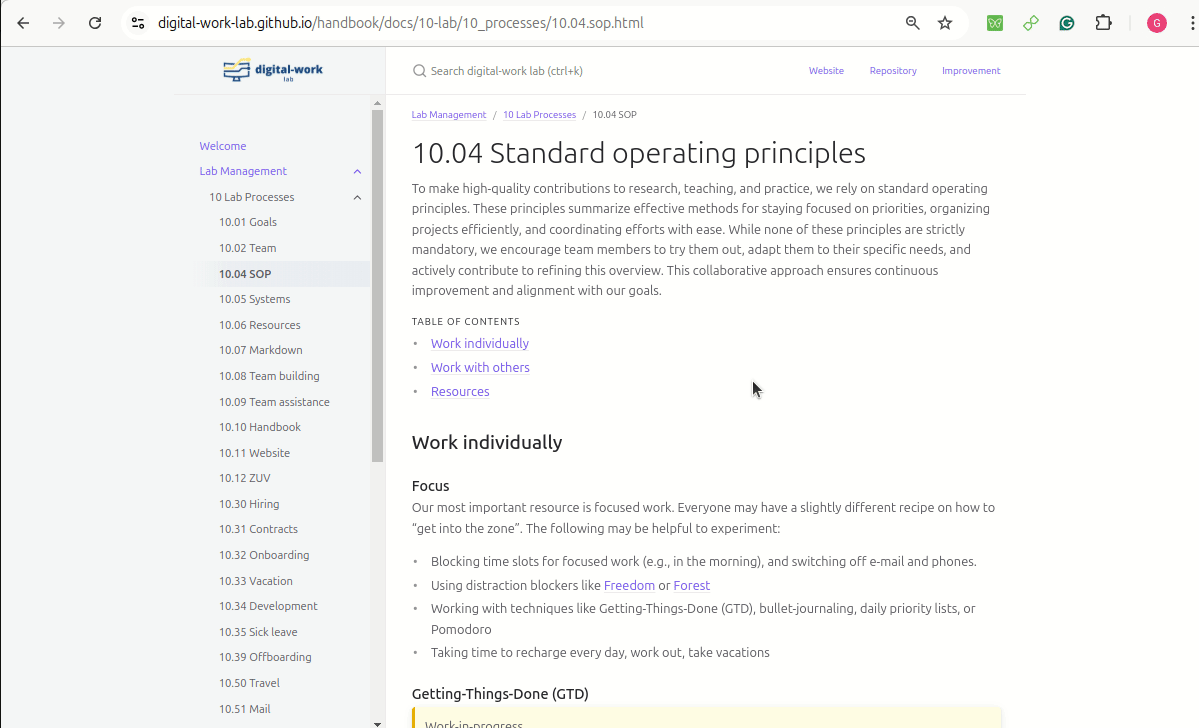 digital-work-lab.github.io/handbook/docs/10-lab/10_processes/10.04.sop.html
G
digital-work
lab
Search digital-work lab (ctrl+k)
Website
Repository
Improvement
Welcome
Lab Management
10 Lab Processes
10.01 Goals
10.02 Team
10.04 SOP
10.05 Systems
10.06 Resources
10.07 Markdown
10.08 Team building
10.09 Team assistance
10.10 Handbook
10.11 Website
10.12 ZUV
10.30 Hiring
10.31 Contracts
10.32 Onboarding
10.33 Vacation
10.34 Development
10.35 Sick leave
10.39 Offboarding
10.50 Travel
10.51 Mail
Lab Management / 10 Lab Processes / 10.04 SOP
10.04 Standard operating principles
To make high-quality contributions to research, teaching, and practice, we rely on standard operating
principles. These principles summarize effective methods for staying focused on priorities, organizing
projects efficiently, and coordinating efforts with ease. While none of these principles are strictly
mandatory, we encourage team members to try them out, adapt them to their specific needs, and
actively contribute to refining this overview. This collaborative approach ensures continuous
improvement and alignment with our goals.
TABLE OF CONTENTS
• Work individually
• Work with others
• Resources
Work individually
Focus
Our most important resource is focused work. Everyone may have a slightly different recipe on how to
“get into the zone”. The following may be helpful to experiment:
• Blocking time slots for focused work (e.g., in the morning), and switching off e-mail and phones.
• Using distraction blockers like Freedom or Forest
• Working with techniques like Getting-Things-Done (GTD), bullet-journaling, daily priority lists, or
Pomodoro
• Taking time to recharge every day, work out, take vacations
Getting-Things-Done (GTD)
Work-in-progress